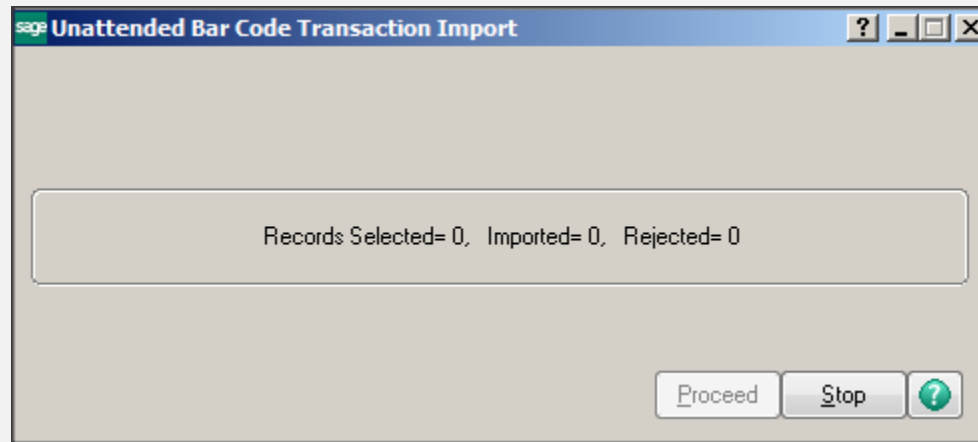 sage Unattended Bar Code Transaction Import ?
Records Selected= 0, Imported= 0, Rejected= 0
Proceed Stop ?